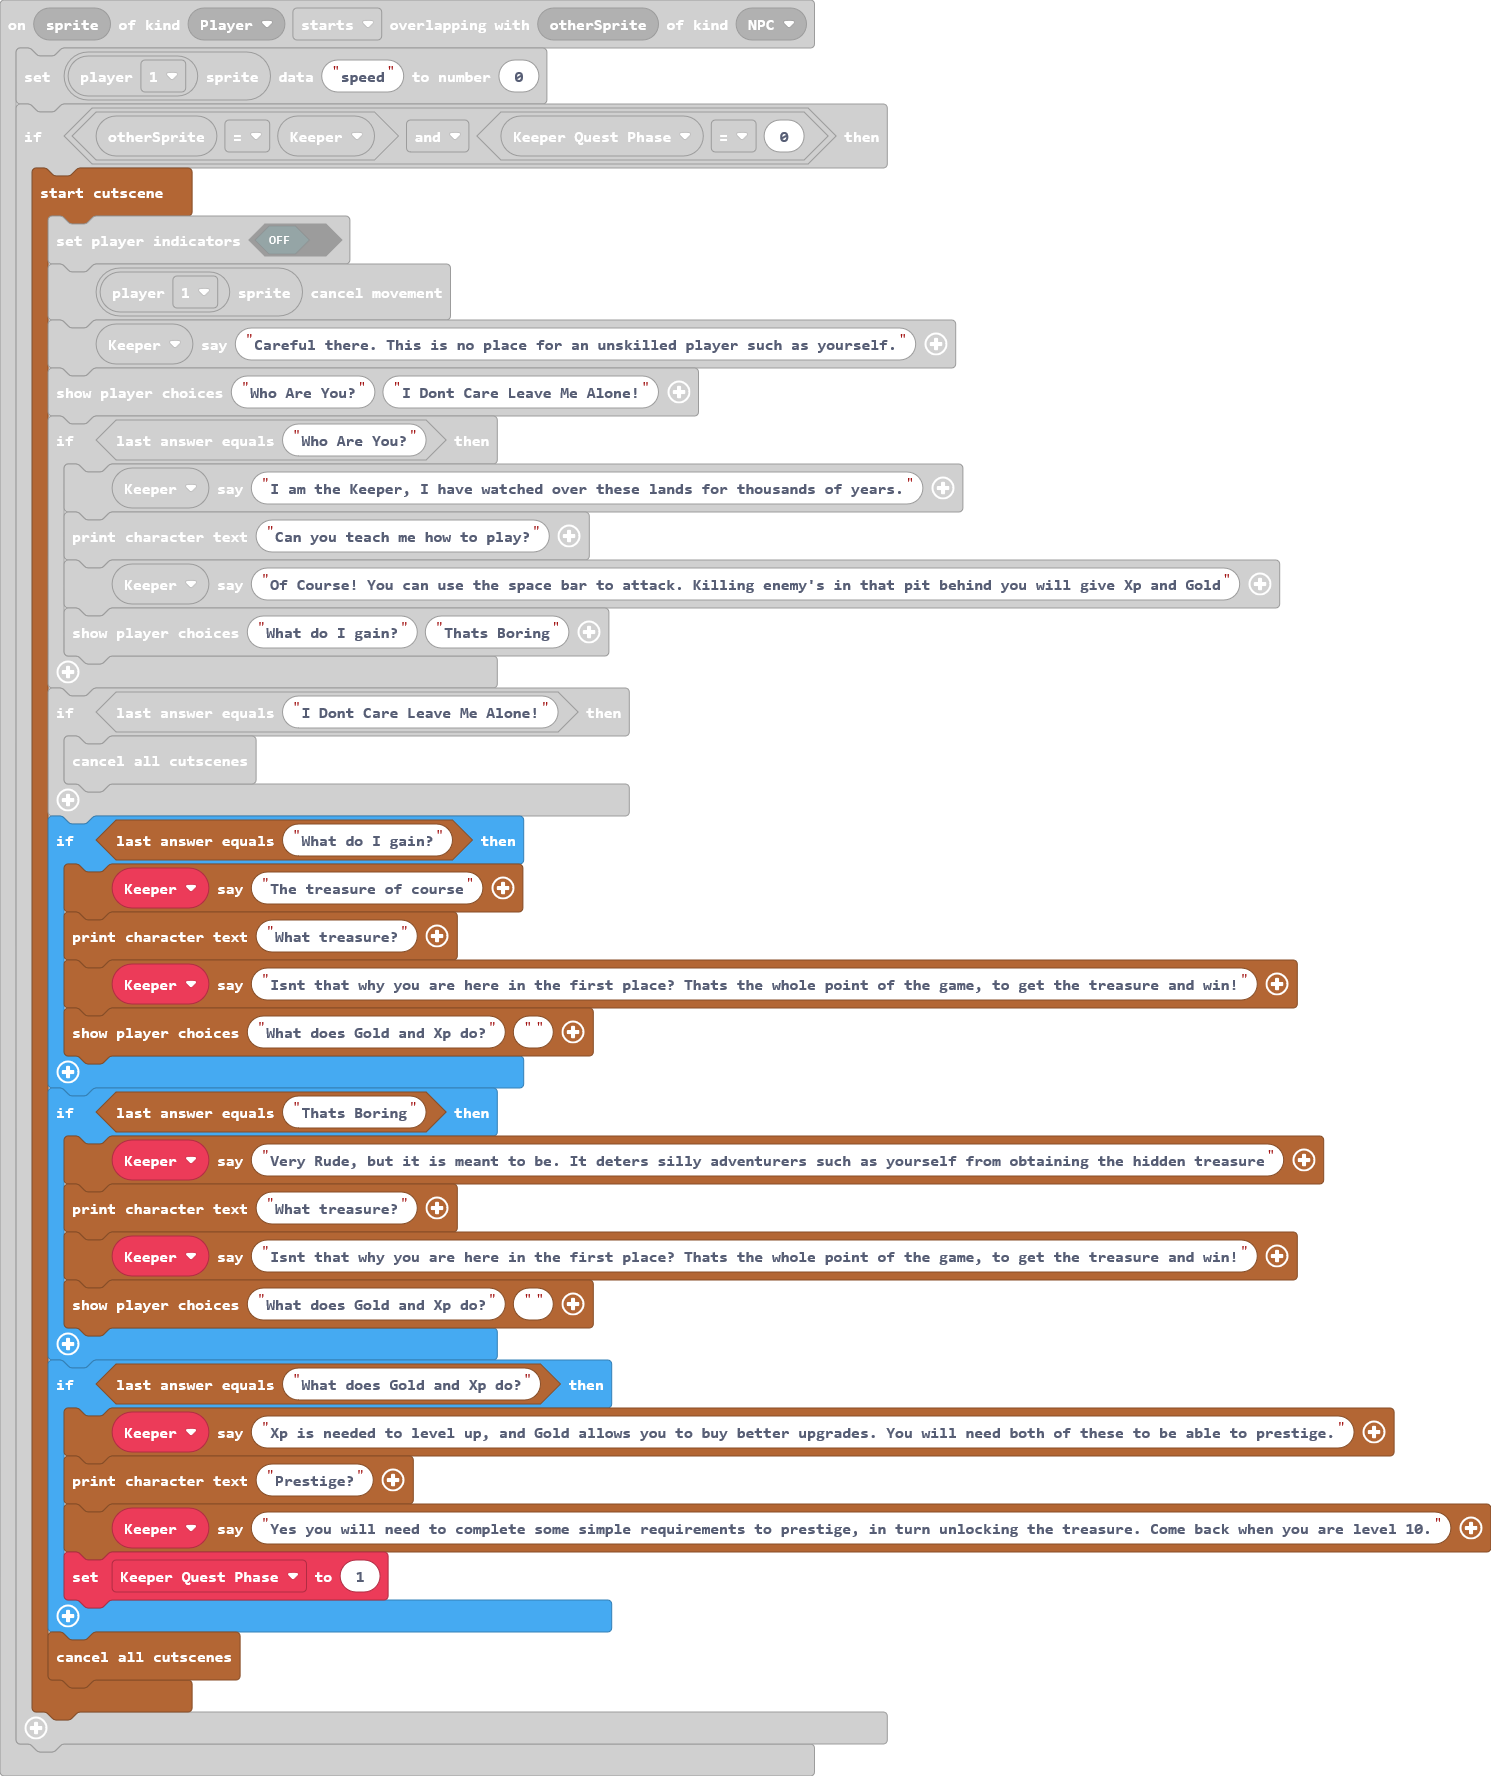 on sprite of kind Player starts overlapping with otherSprite of kind NPC
set player 1 sprite data "speed" to number 0
if otherSprite = Keeper and Keeper Quest Phase = 0 then
start cutscene
set player indicators OFF
player 1 sprite cancel movement
Keeper say "Careful there. This is no place for an unskilled player such as yourself."
show player choices "Who Are You?" "I Dont Care Leave Me Alone!"
if last answer equals "Who Are You?" then
Keeper say "I am the Keeper, I have watched over these lands for thousands of years."
print character text "Can you teach me how to play?"
Keeper say "Of Course! You can use the space bar to attack. Killing enemy's in that pit behind you will give Xp and Gold"
show player choices "What do I gain?" "Thats Boring"
if last answer equals "I Dont Care Leave Me Alone!" then
cancel all cutscenes
if last answer equals "What do I gain?" then
Keeper say "The treasure of course"
print character text "What treasure?"
Keeper say "Isnt that why you are here in the first place? Thats the whole point of the game, to get the treasure and win!"
show player choices "What does Gold and Xp do?" " "
if last answer equals "Thats Boring" then
Keeper say "Very Rude, but it is meant to be. It deters silly adventurers such as yourself from obtaining the hidden treasure"
print character text "What treasure?"
Keeper say "Isnt that why you are here in the first place? Thats the whole point of the game, to get the treasure and win!"
show player choices "What does Gold and Xp do?" " "
if last answer equals "What does Gold and Xp do?" then
Keeper say "Xp is needed to level up, and Gold allows you to buy better upgrades. You will need both of these to be able to prestige."
print character text "Prestige?"
Keeper say "Yes you will need to complete some simple requirements to prestige, in turn unlocking the treasure. Come back when you are level 10."
set Keeper Quest Phase to 1
cancel all cutscenes